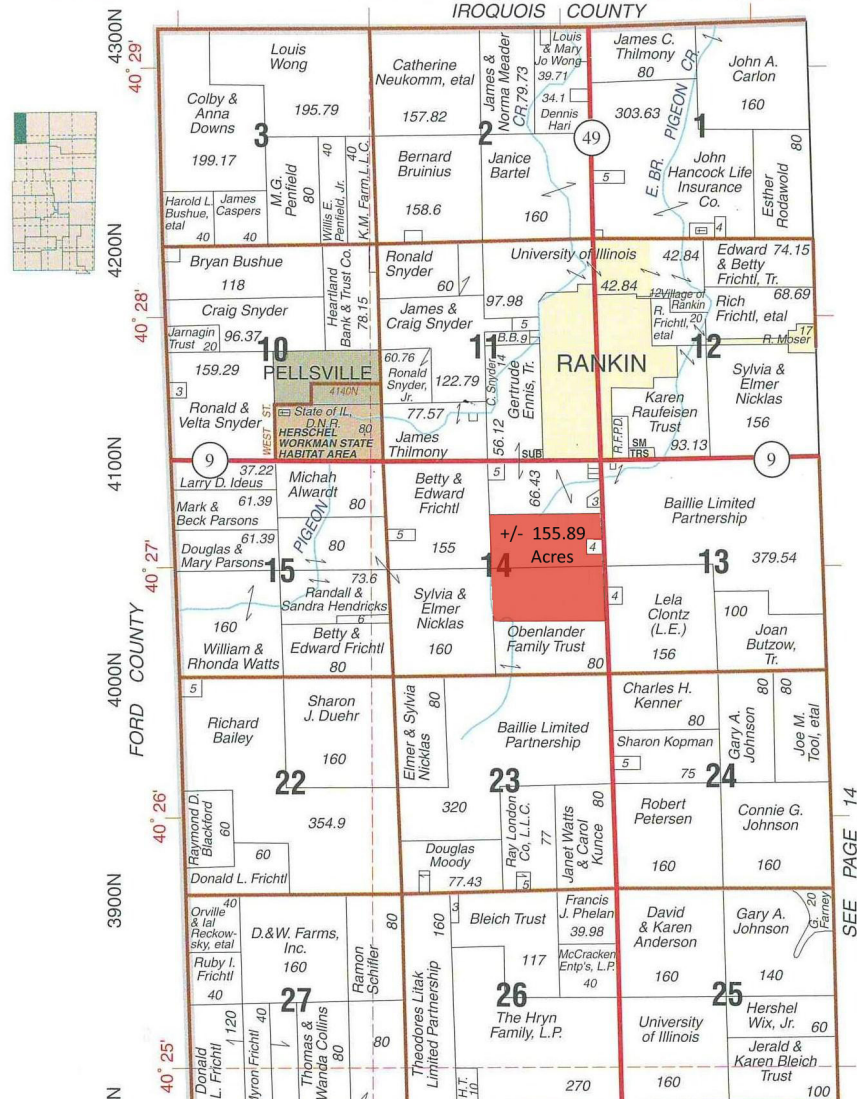 IROQUOIS COUNTY
4300N
40° 29'
Louis
Wong
195.79
Colby &
Anna
Downs
199.17
3
Harold L.
Bushue,
etal
40
James
Caspers
40
M.G.
Penfield
80
Willis E.
Penfield, Jr.
40
K.M. Farm,L.L.C.
40
Catherine
Neukomm, etal
157.82
James &
Norma Meader
79.73
CR.
Louis
& Mary
Jo Wong
39.71
34.1
Dennis
Hari
2
Bernard
Bruinius
158.6
Janice
Bartel
160
49
James C.
Thilmony
80
303.63
E. BR. PIGEON CR.
John A.
Carlon
160
1
5
John
Hancock Life
Insurance
Co.
4
Esther
Rodawold
80
4200N
40° 28'
Bryan Bushue
118
Craig Snyder
96.37
Jarnagin
Trust 20
Heartland
Bank & Trust Co.
78.15
10
159.29
3
Ronald &
Velta Snyder
PELLSVILLE
4140N
WEST ST.
State of IL,
D.N.R.
80
HERSCHEL
WORKMAN STATE
HABITAT AREA
Ronald
Snyder
60
James &
Craig Snyder
97.98
5
B.B. 9
11
60.76
Ronald
Snyder,
Jr.
122.79
C. Snyder
14
Gertrude
Ennis, Tr.
77.57
James
Thilmony
56.12
SUB
University of Illinois
42.84
42.84
RANKIN
12
Village of
Rankin
R.
Frichtl,
etal
20
Edward
& Betty
Frichtl, Tr.
74.15
Rich
Frichtl, etal
68.69
17
R. Moser
12
Karen
Raufeisen
Trust
93.13
R.F.P.D.
SM
TRS
Sylvia &
Elmer
Nicklas
156
4100N
9
9
40° 27'
37.22
Larry D. Ideus
61.39
Mark &
Beck Parsons
61.39
Douglas &
Mary Parsons
15
Michah
Alwardt
80
PIGEON
80
73.6
Randall &
Sandra Hendricks
6
160
William &
Rhonda Watts
Betty &
Edward Frichtl
80
Betty &
Edward
Frichtl
5
155
5
66.43
3
+/- 155.89
Acres
4
14
Sylvia &
Elmer
Nicklas
160
Obenlander
Family Trust
80
Baillie Limited
Partnership
13
379.54
4
Lela
Clontz
(L.E.)
156
100
Joan
Butzow,
Tr.
FORD COUNTY
4000N
40° 26'
5
Richard
Bailey
Sharon
J. Duehr
160
22
Raymond D.
Blackford
60
354.9
60
Donald L. Frichtl
Elmer & Sylvia
Nicklas
80
Baillie Limited
Partnership
23
320
Douglas
Moody
77.43
Ray London
Co, L.L.C.
77
5
Janet Watts
& Carol
Kunce
80
Charles H.
Kenner
80
Sharon Kopman
5
75
Gary A.
Johnson
80
Joe M.
Tool, etal
80
24
Robert
Petersen
160
Connie G.
Johnson
160
SEE PAGE 14
3900N
40° 25'
40
Orville
& Ial
Reckow-
sky, etal
Ruby I.
Frichtl
40
D.&W. Farms,
Inc.
160
Ramon
Schifler
80
27
Donald
L. Frichtl
120
Myron Frichtl
40
Thomas &
Wanda Collins
80
80
Theodores Litak
Limited Partnership
160
3
Bleich Trust
117
Francis
J. Phelan
39.98
McCracken
Entp's, L.P.
40
26
The Hryn
Family, L.P.
H.T.
10
270
David
& Karen
Anderson
160
Gary A.
Johnson
140
G. Farney
20
25
University
of Illinois
160
Hershel
Wix, Jr.
60
Jerald &
Karen Bleich
Trust
100
N